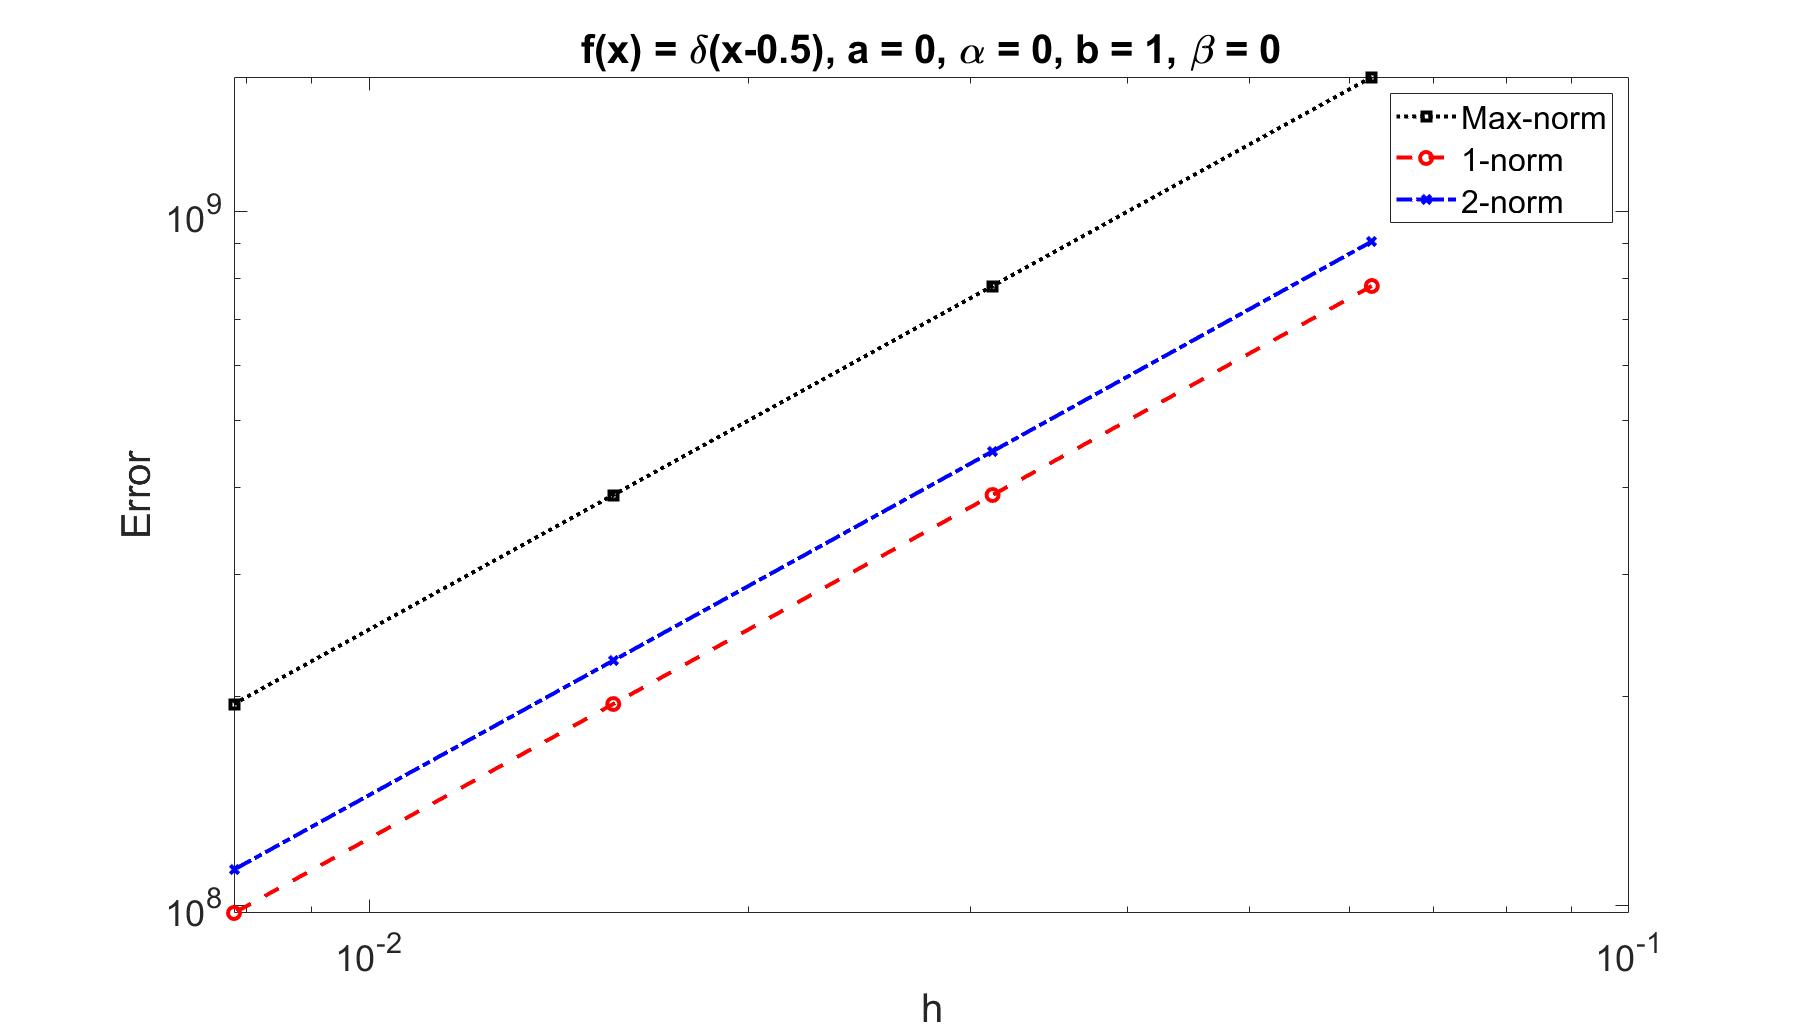 f(x) = δ(x-0.5), a = 0, α = 0, b = 1, β = 0
Max-norm
1-norm
2-norm
10^9
Error
10^8
10^-2
10^-1
h